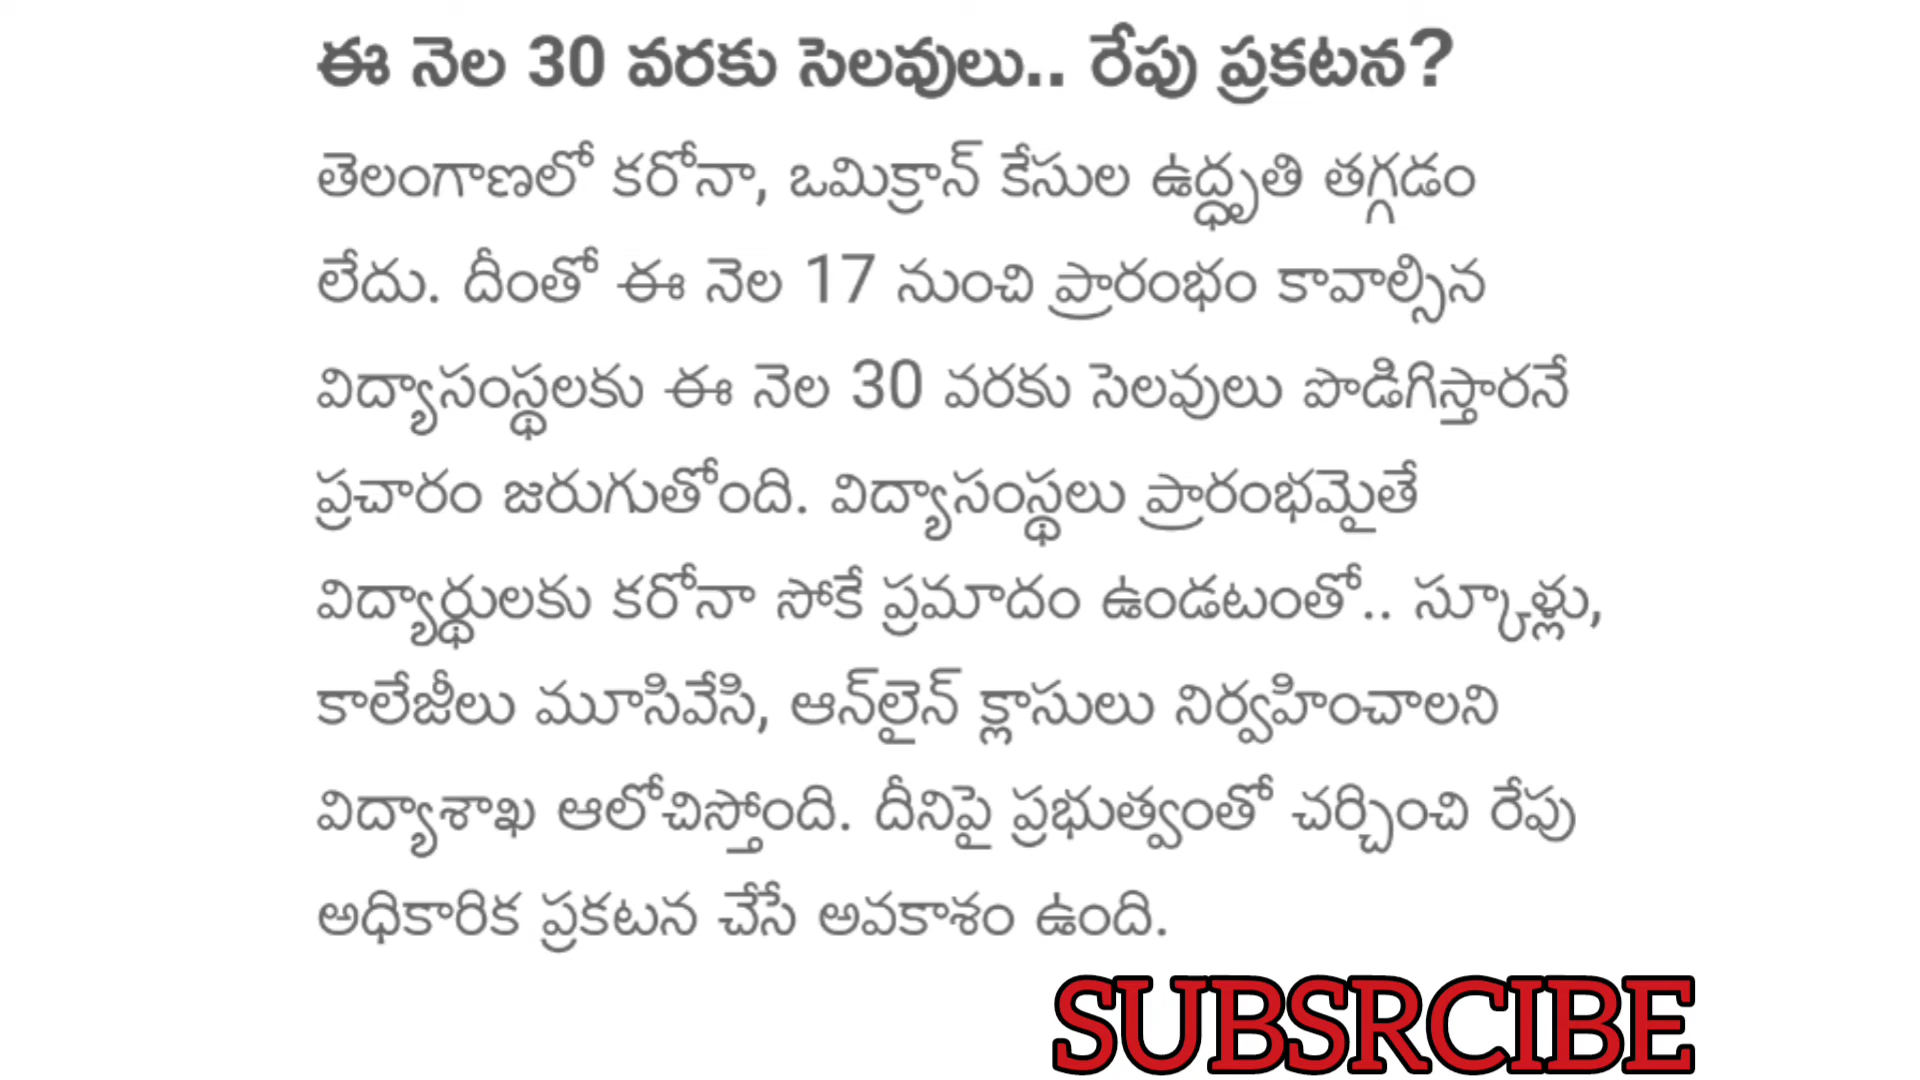 ఈ నెల 30 వరకు సెలవులు.. రేపు ప్రకటన?
తెలంగాణలో కరోనా, ఒమిక్రాన్ కేసుల ఉద్ధృతి తగ్గడం
లేదు. దీంతో ఈ నెల 17 నుంచి ప్రారంభం కావాల్సిన
విద్యాసంస్థలకు ఈ నెల 30 వరకు సెలవులు పొడిగిస్తారనే
ప్రచారం జరుగుతోంది. విద్యాసంస్థలు ప్రారంభమైతే
విద్యార్థులకు కరోనా సోకే ప్రమాదం ఉండటంతో.. స్కూళ్లు,
కాలేజీలు మూసివేసి, ఆన్‌లైన్ క్లాసులు నిర్వహించాలని
విద్యాశాఖ ఆలోచిస్తోంది. దీనిపై ప్రభుత్వంతో చర్చించి రేపు
అధికారిక ప్రకటన చేసే అవకాశం ఉంది.
SUBSRCIBE